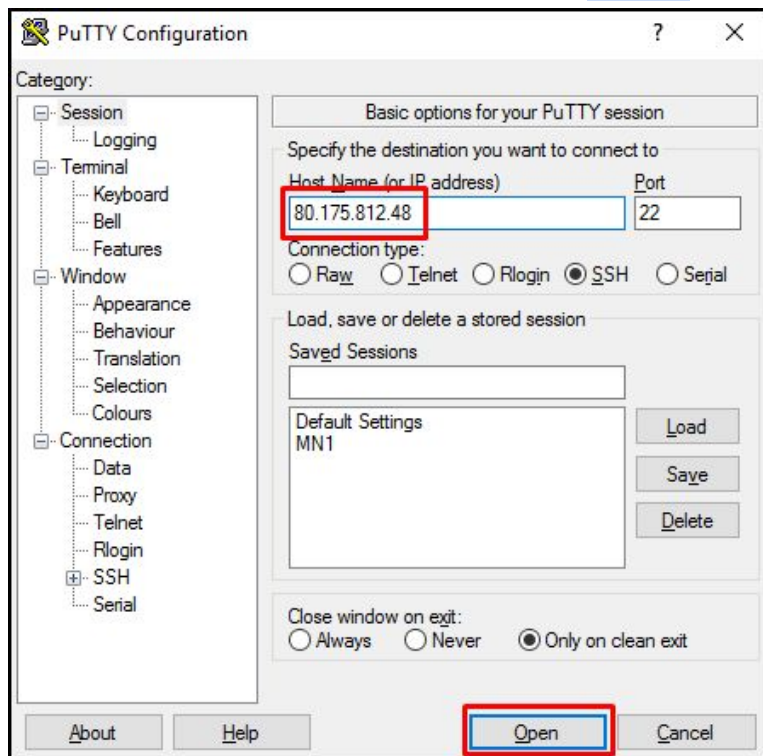 PuTTY Configuration ? X
Category:
Session
Logging
Terminal
Keyboard
Bell
Features
Window
Appearance
Behaviour
Translation
Selection
Colours
Connection
Data
Proxy
Telnet
Rlogin
SSH
Serial
Basic options for your PuTTY session
Specify the destination you want to connect to
Host Name (or IP address) Port
80.175.812.48 22
Connection type:
Raw Telnet Rlogin SSH Serial
Load, save or delete a stored session
Saved Sessions
Default Settings
MN1
Load
Save
Delete
Close window on exit:
Always Never Only on clean exit
About Help Open Cancel